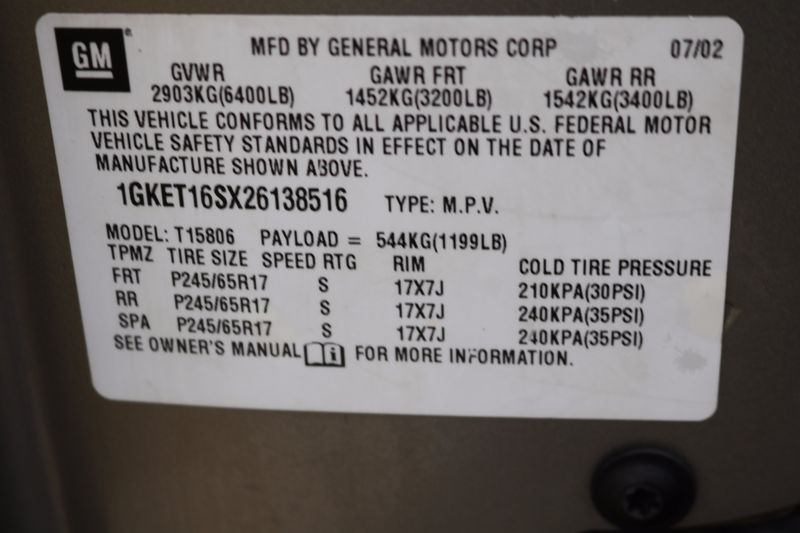 GM MFD BY GENERAL MOTORS CORP 07/02
GVWR GAWR FRT GAWR RR
2903KG(6400LB) 1452KG(3200LB) 1542KG(3400LB)
THIS VEHICLE CONFORMS TO ALL APPLICABLE U.S. FEDERAL MOTOR
VEHICLE SAFETY STANDARDS IN EFFECT ON THE DATE OF
MANUFACTURE SHOWN ABOVE.
1GKET16SX26138516 TYPE: M.P.V.
MODEL: T15806 PAYLOAD = 544KG(1199LB)
TPMZ TIRE SIZE SPEED RTG RIM COLD TIRE PRESSURE
FRT P245/65R17 S 17X7J 210KPA(30PSI)
RR P245/65R17 S 17X7J 240KPA(35PSI)
SPA P245/65R17 S 17X7J 240KPA(35PSI)
SEE OWNER'S MANUAL i FOR MORE INFORMATION.